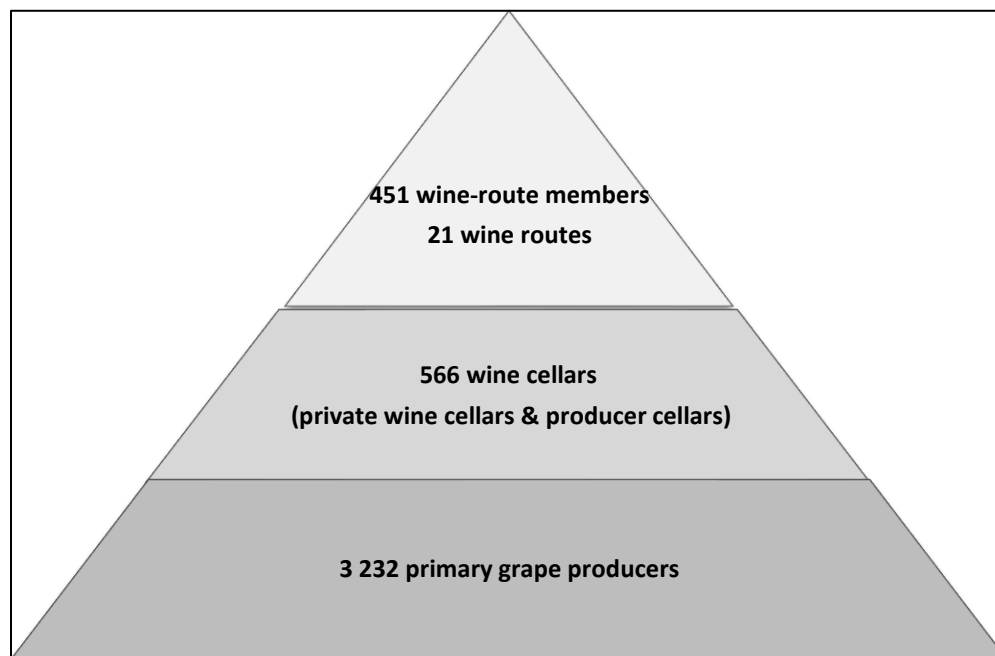 451 wine-route members
21 wine routes
566 wine cellars
(private wine cellars & producer cellars)
3 232 primary grape producers